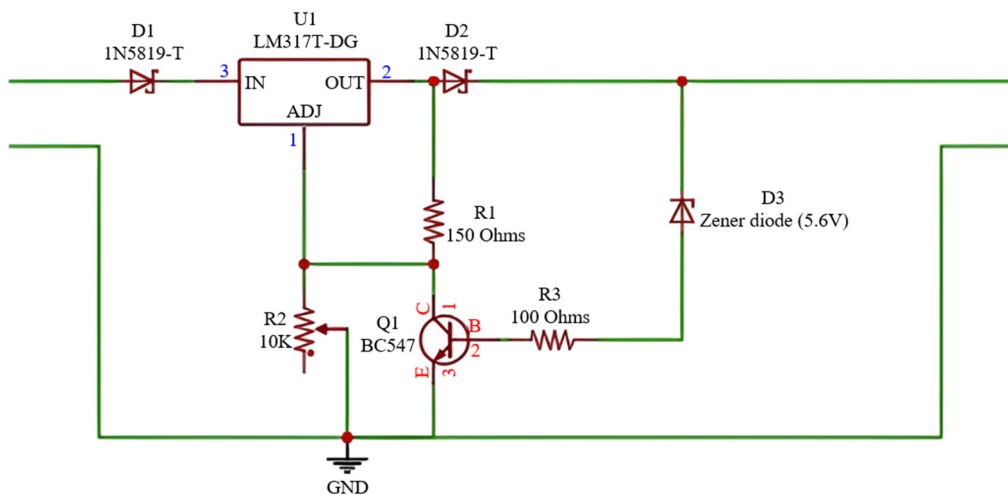 D1
1N5819-T
U1
LM317T-DG
D2
1N5819-T
3
IN
OUT
2
ADJ
1
R1
150 Ohms
D3
Zener diode (5.6V)
R2
10K
Q1
BC547
C
1
B
2
E
3
R3
100 Ohms
GND